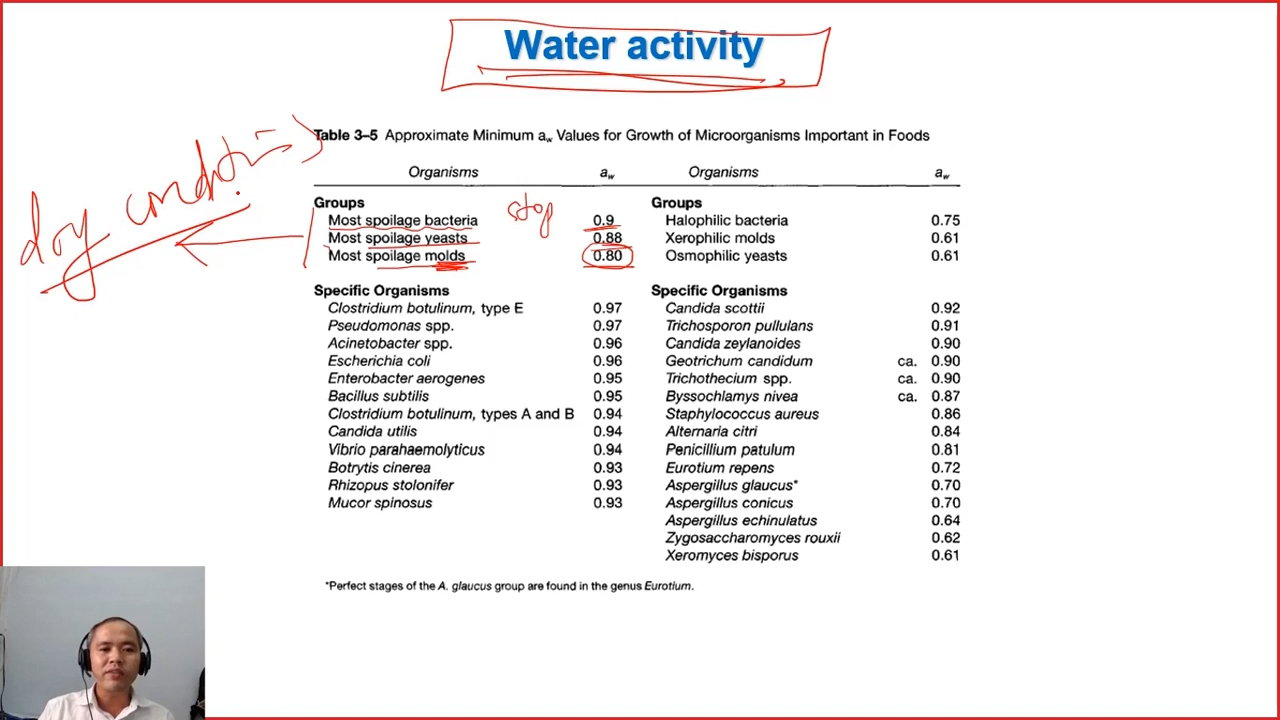 Water activity
dry conditions
Table 3–5 Approximate Minimum aw Values for Growth of Microorganisms Important in Foods
Organisms aw Organisms aw
Groups Groups
stop
Most spoilage bacteria 0.9 Halophilic bacteria 0.75
Most spoilage yeasts 0.88 Xerophilic molds 0.61
Most spoilage molds 0.80 Osmophilic yeasts 0.61
Specific Organisms Specific Organisms
Clostridium botulinum, type E 0.97 Candida scottii 0.92
Pseudomonas spp. 0.97 Trichosporon pullulans 0.91
Acinetobacter spp. 0.96 Candida zeylanoides 0.90
Escherichia coli 0.96 Geotrichum candidum ca. 0.90
Enterobacter aerogenes 0.95 Trichothecium spp. ca. 0.90
Bacillus subtilis 0.95 Byssochlamys nivea ca. 0.87
Clostridium botulinum, types A and B 0.94 Staphylococcus aureus 0.86
Candida utilis 0.94 Alternaria citri 0.84
Vibrio parahaemolyticus 0.94 Penicillium patulum 0.81
Botrytis cinerea 0.93 Eurotium repens 0.72
Rhizopus stolonifer 0.93 Aspergillus glaucus* 0.70
Mucor spinosus 0.93 Aspergillus conicus 0.70
Aspergillus echinulatus 0.64
Zygosaccharomyces rouxii 0.62
Xeromyces bisporus 0.61
*Perfect stages of the A. glaucus group are found in the genus Eurotium.